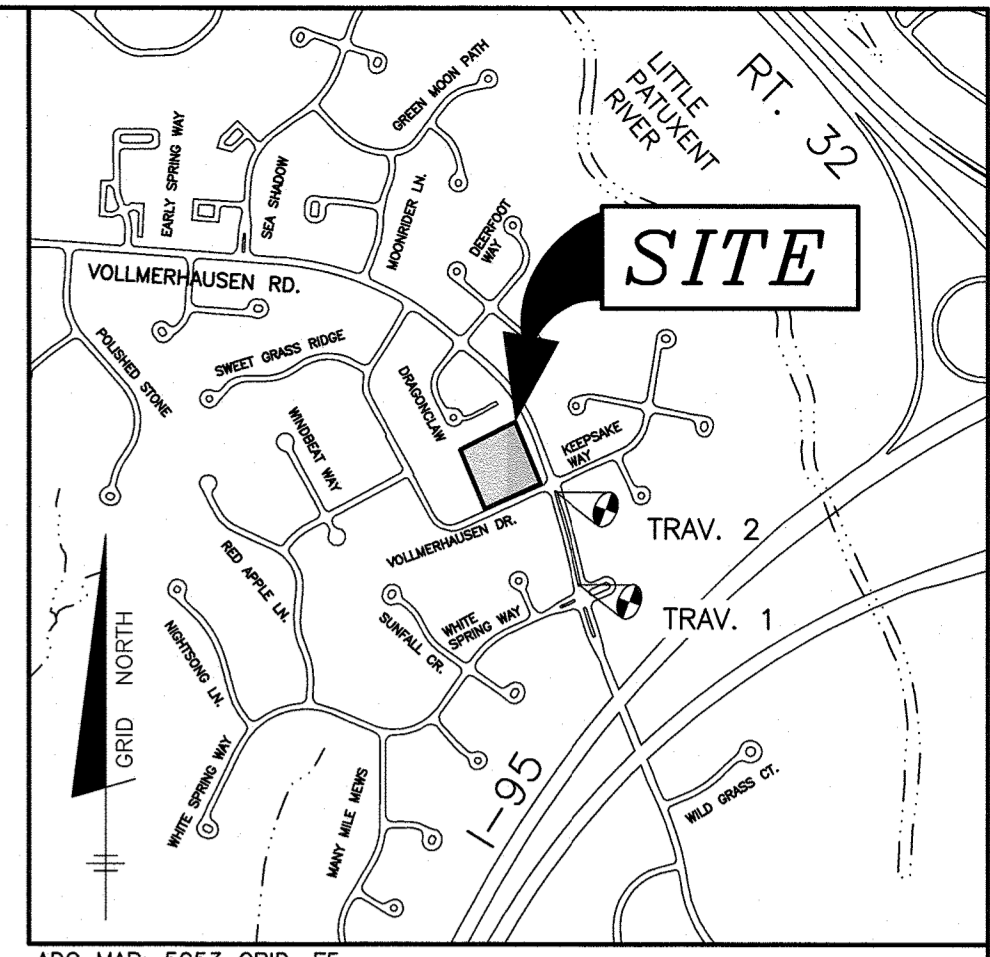 GREEN MOON PATH
LITTLE
PATUXENT
RIVER
RT. 32
EARLY SPRING WAY
SEA SHADOW
MOONRIDER LN.
DEERFOOT
WAY
SITE
VOLLMERHAUSEN RD.
POLISHED STONE
SWEET GRASS RIDGE
DRAGONCLAW
WINDBEAT WAY
KEEPSAKE
WAY
TRAV. 2
VOLLMERHAUSEN DR.
RED APPLE LN.
TRAV. 1
WHITE
SPRING WAY
SUNFALL CR.
NIGHTSONG LN.
GRID NORTH
WHITE SPRING WAY
MANY MILE MEWS
I-95
WILD GRASS CT.